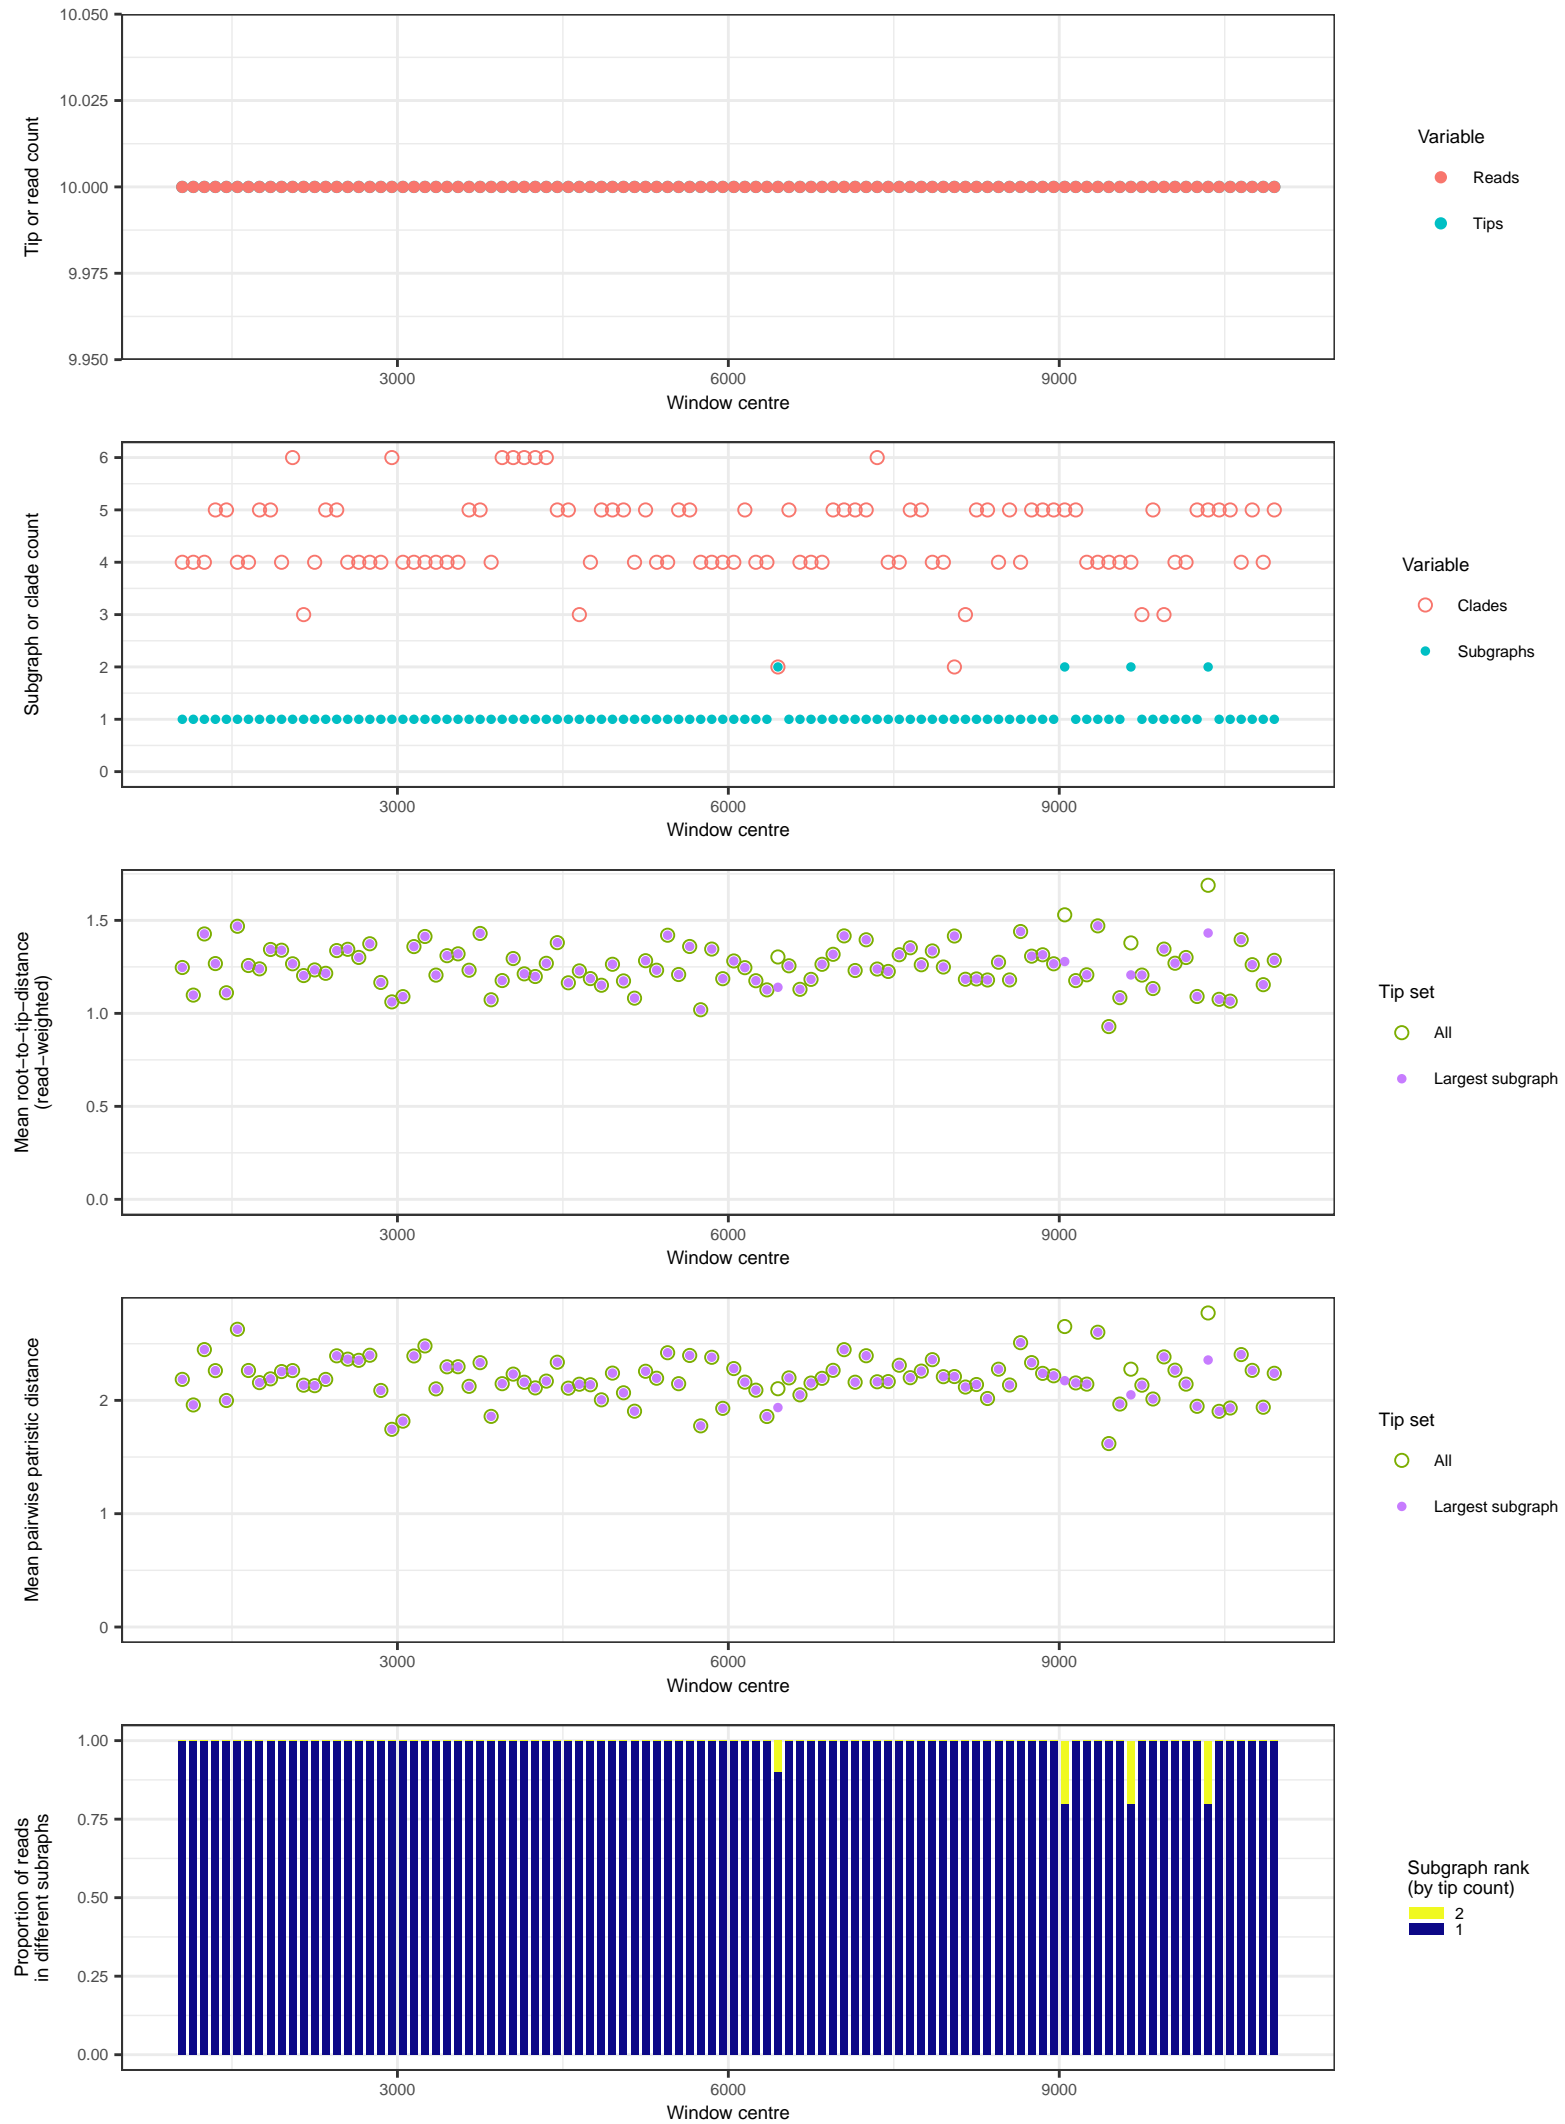 10.050
10.025
10.000
9.975
9.950
Tip or read count
3000 6000 9000
Window centre
Variable
Reads
Tips
6
5
4
3
2
1
0
Subgraph or clade count
3000 6000 9000
Window centre
Variable
Clades
Subgraphs
1.5
1.0
0.5
0.0
Mean root−to−tip−distance
(read−weighted)
3000 6000 9000
Window centre
Tip set
All
Largest subgraph
2
1
0
Mean pairwise patristic distance
3000 6000 9000
Window centre
Tip set
All
Largest subgraph
1.00
0.75
0.50
0.25
0.00
Proportion of reads
in different subraphs
3000 6000 9000
Window centre
Subgraph rank
(by tip count)
2
1